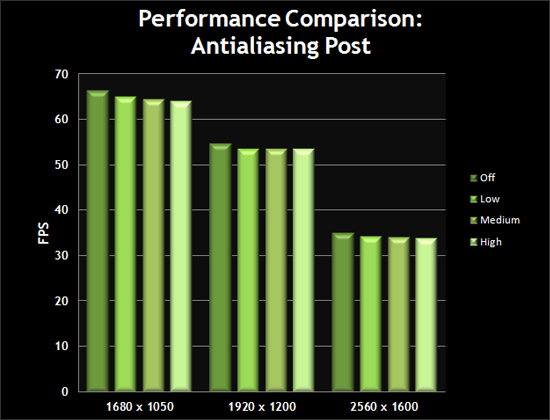 Performance Comparison:
Antialiasing Post
70
60
50
40
30
20
10
0
FPS
1680 x 1050
1920 x 1200
2560 x 1600
Off
Low
Medium
High